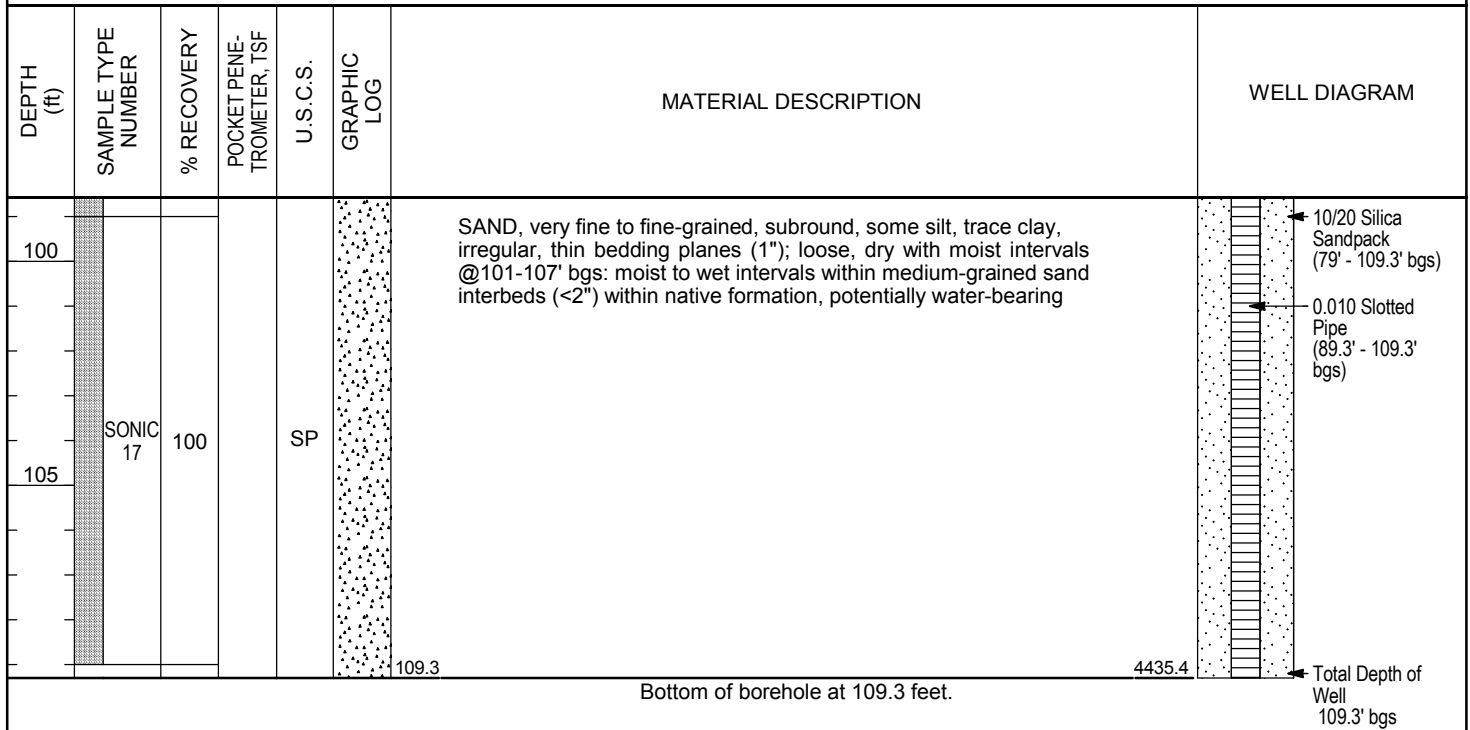 DEPTH
(ft)
SAMPLE TYPE
NUMBER
% RECOVERY
POCKET PENE-
TROMETER, TSF
U.S.C.S.
GRAPHIC
LOG
MATERIAL DESCRIPTION
WELL DIAGRAM
100
105
SONIC
17
100
SP
SAND, very fine to fine-grained, subround, some silt, trace clay,
irregular, thin bedding planes (1"); loose, dry with moist intervals
@101-107' bgs: moist to wet intervals within medium-grained sand
interbeds (<2") within native formation, potentially water-bearing
109.3
4435.4
Bottom of borehole at 109.3 feet.
10/20 Silica
Sandpack
(79' - 109.3' bgs)
0.010 Slotted
Pipe
(89.3' - 109.3'
bgs)
Total Depth of
Well
109.3' bgs